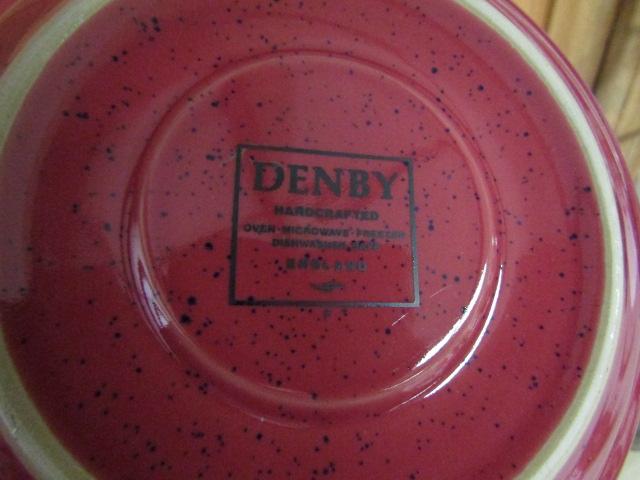 DENBY
HANDCRAFTED
OVEN · MICROWAVE · FREEZER
DISHWASHER SAFE
ENGLAND